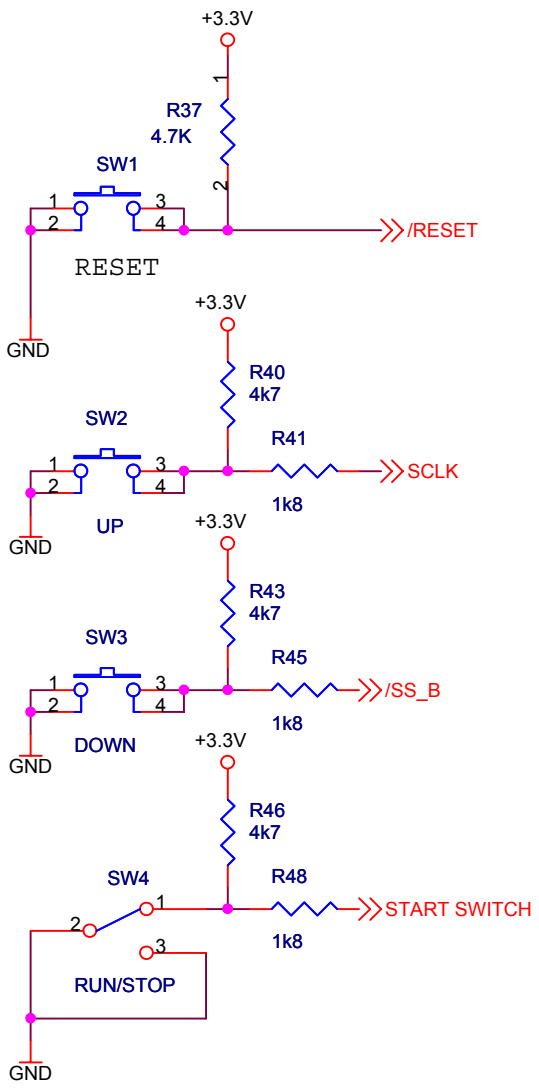 +3.3V
1
R37
4.7K
2
SW1
1 3
2 4
/RESET
RESET
GND
+3.3V
R40
4k7
SW2
R41
1 3
2 4
SCLK
1k8
UP
GND
+3.3V
R43
4k7
SW3
R45
1 3
2 4
/SS_B
1k8
DOWN
GND
+3.3V
R46
4k7
SW4
R48
1
2
START SWITCH
3
1k8
RUN/STOP
GND